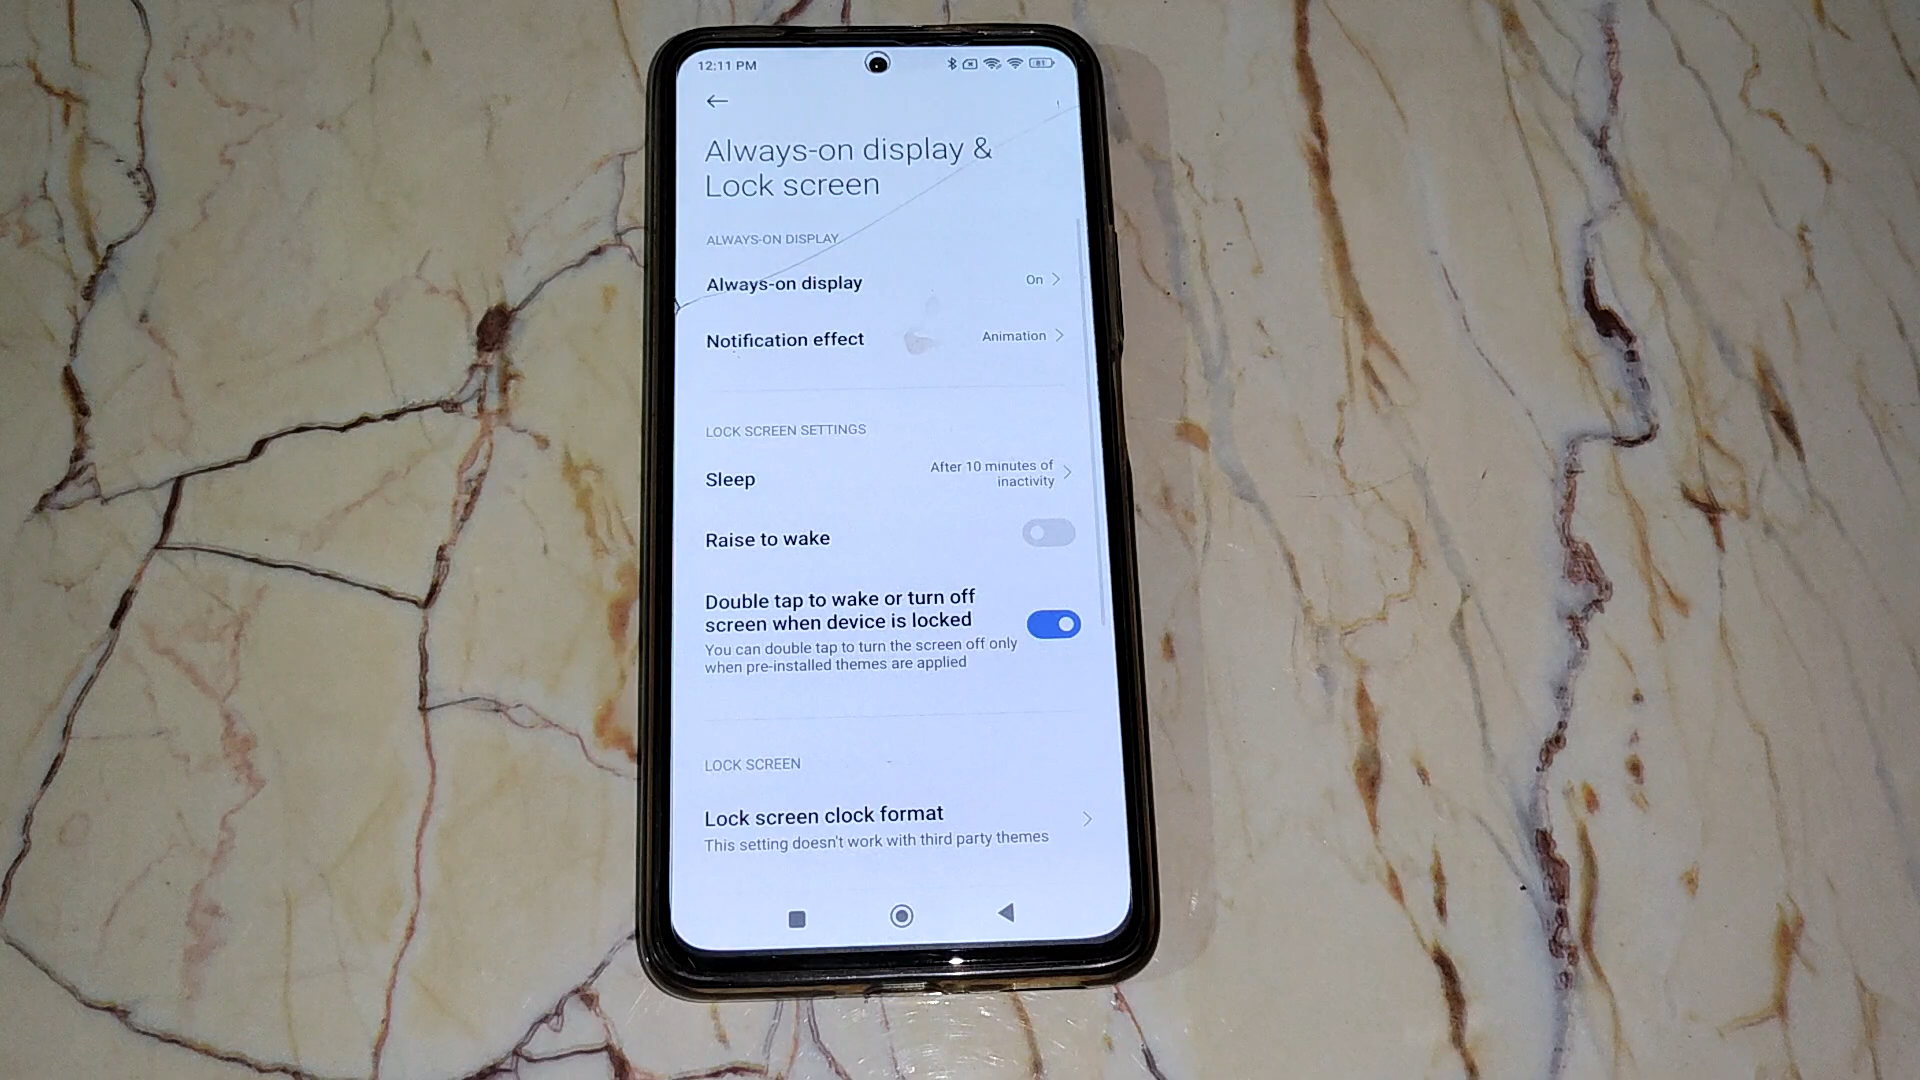 12:11 PM
81
Always-on display &
Lock screen
ALWAYS-ON DISPLAY
Always-on display
On
Notification effect
Animation
LOCK SCREEN SETTINGS
Sleep
After 10 minutes of
inactivity
Raise to wake
Double tap to wake or turn off
screen when device is locked
You can double tap to turn the screen off only
when pre-installed themes are applied
LOCK SCREEN
Lock screen clock format
This setting doesn't work with third party themes